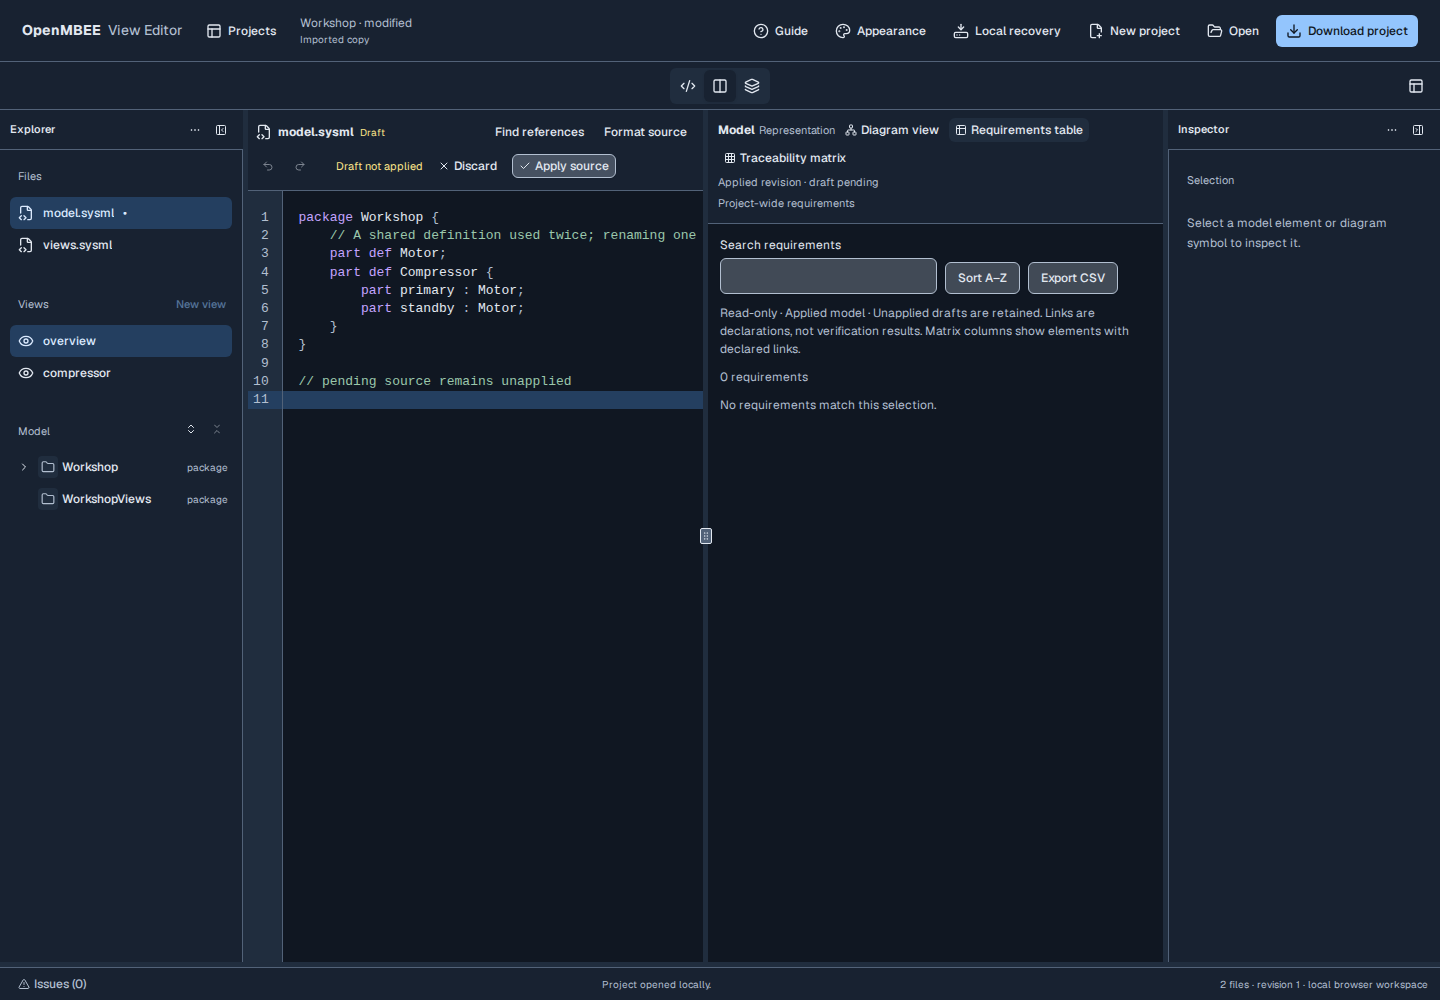 OpenMBEE View Editor
Projects
Workshop · modified
Imported copy
Guide
Appearance
Local recovery
New project
Open
Download project
Explorer
Files
model.sysml •
views.sysml
Views New view
overview
compressor
Model
Workshop package
WorkshopViews package
model.sysml Draft
Find references
Format source
Draft not applied
Discard
Apply source
1 package Workshop {
2 // A shared definition used twice; renaming one
3 part def Motor;
4 part def Compressor {
5 part primary : Motor;
6 part standby : Motor;
7 }
8 }
9
10 // pending source remains unapplied
11
Model Representation Diagram view Requirements table
Traceability matrix
Applied revision · draft pending
Project-wide requirements
Search requirements
Sort A–Z
Export CSV
Read-only · Applied model · Unapplied drafts are retained. Links are
declarations, not verification results. Matrix columns show elements with
declared links.
0 requirements
No requirements match this selection.
Inspector
Selection
Select a model element or diagram
symbol to inspect it.
Issues (0)
Project opened locally.
2 files · revision 1 · local browser workspace